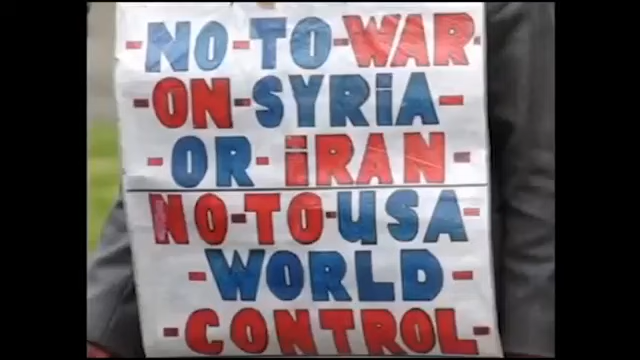 -NO-TO-WAR-
-ON-SYRiA-
-OR-iRAN-
NO-TO-USA-
-WORLD-
-CONTROL-